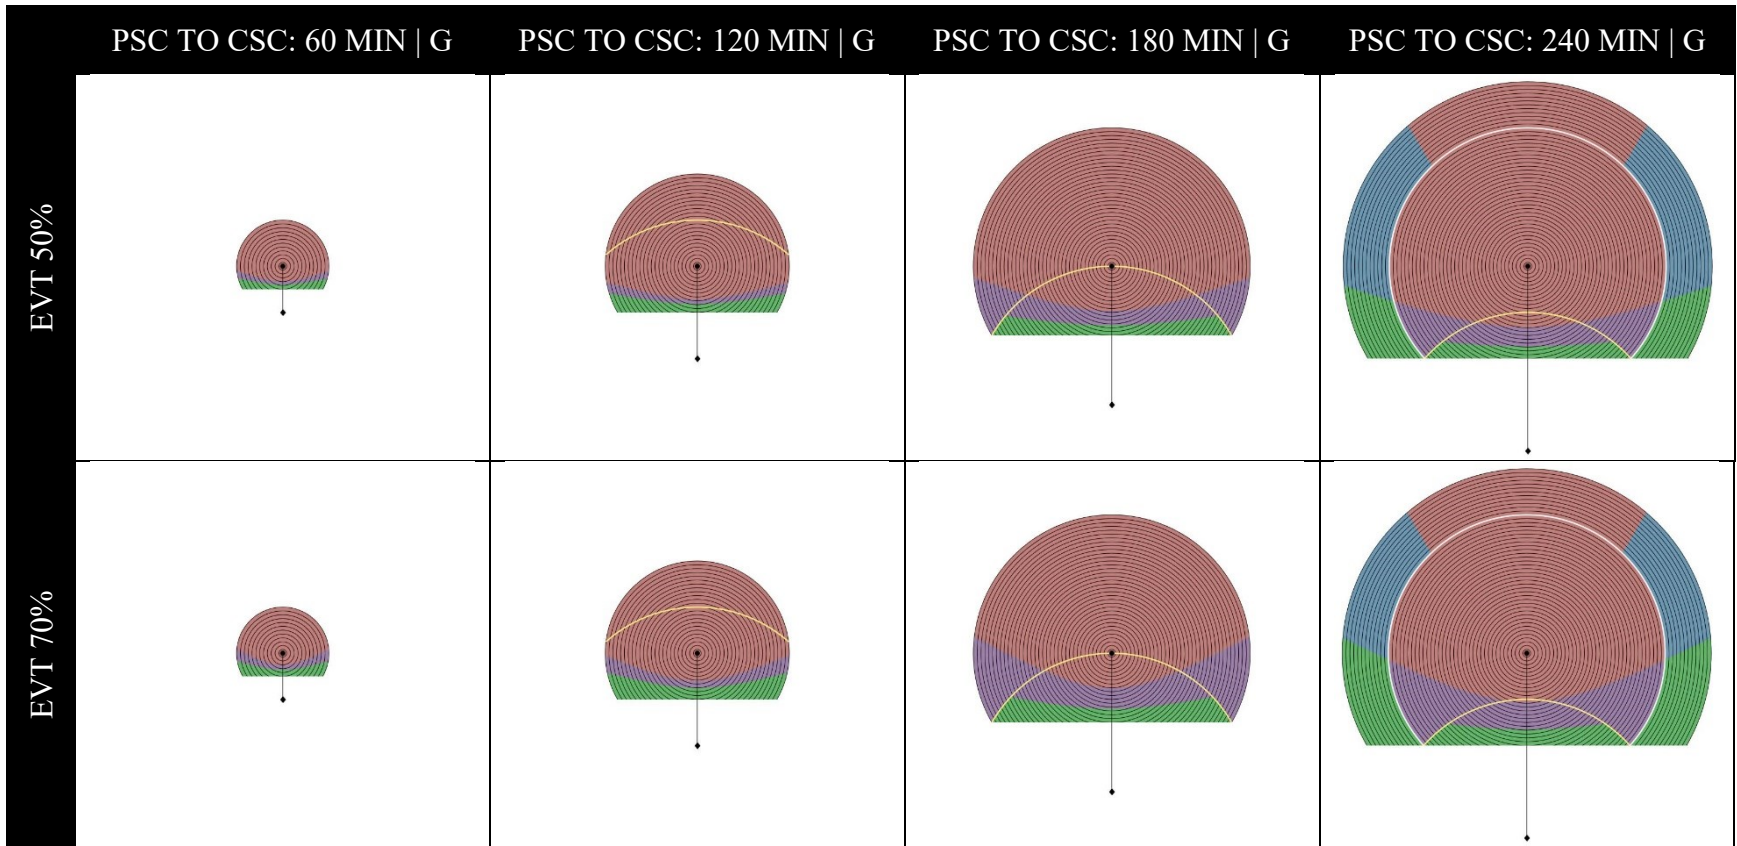 PSC TO CSC: 60 MIN | G
PSC TO CSC: 120 MIN | G
PSC TO CSC: 180 MIN | G
PSC TO CSC: 240 MIN | G
EVT 50%
EVT 70%